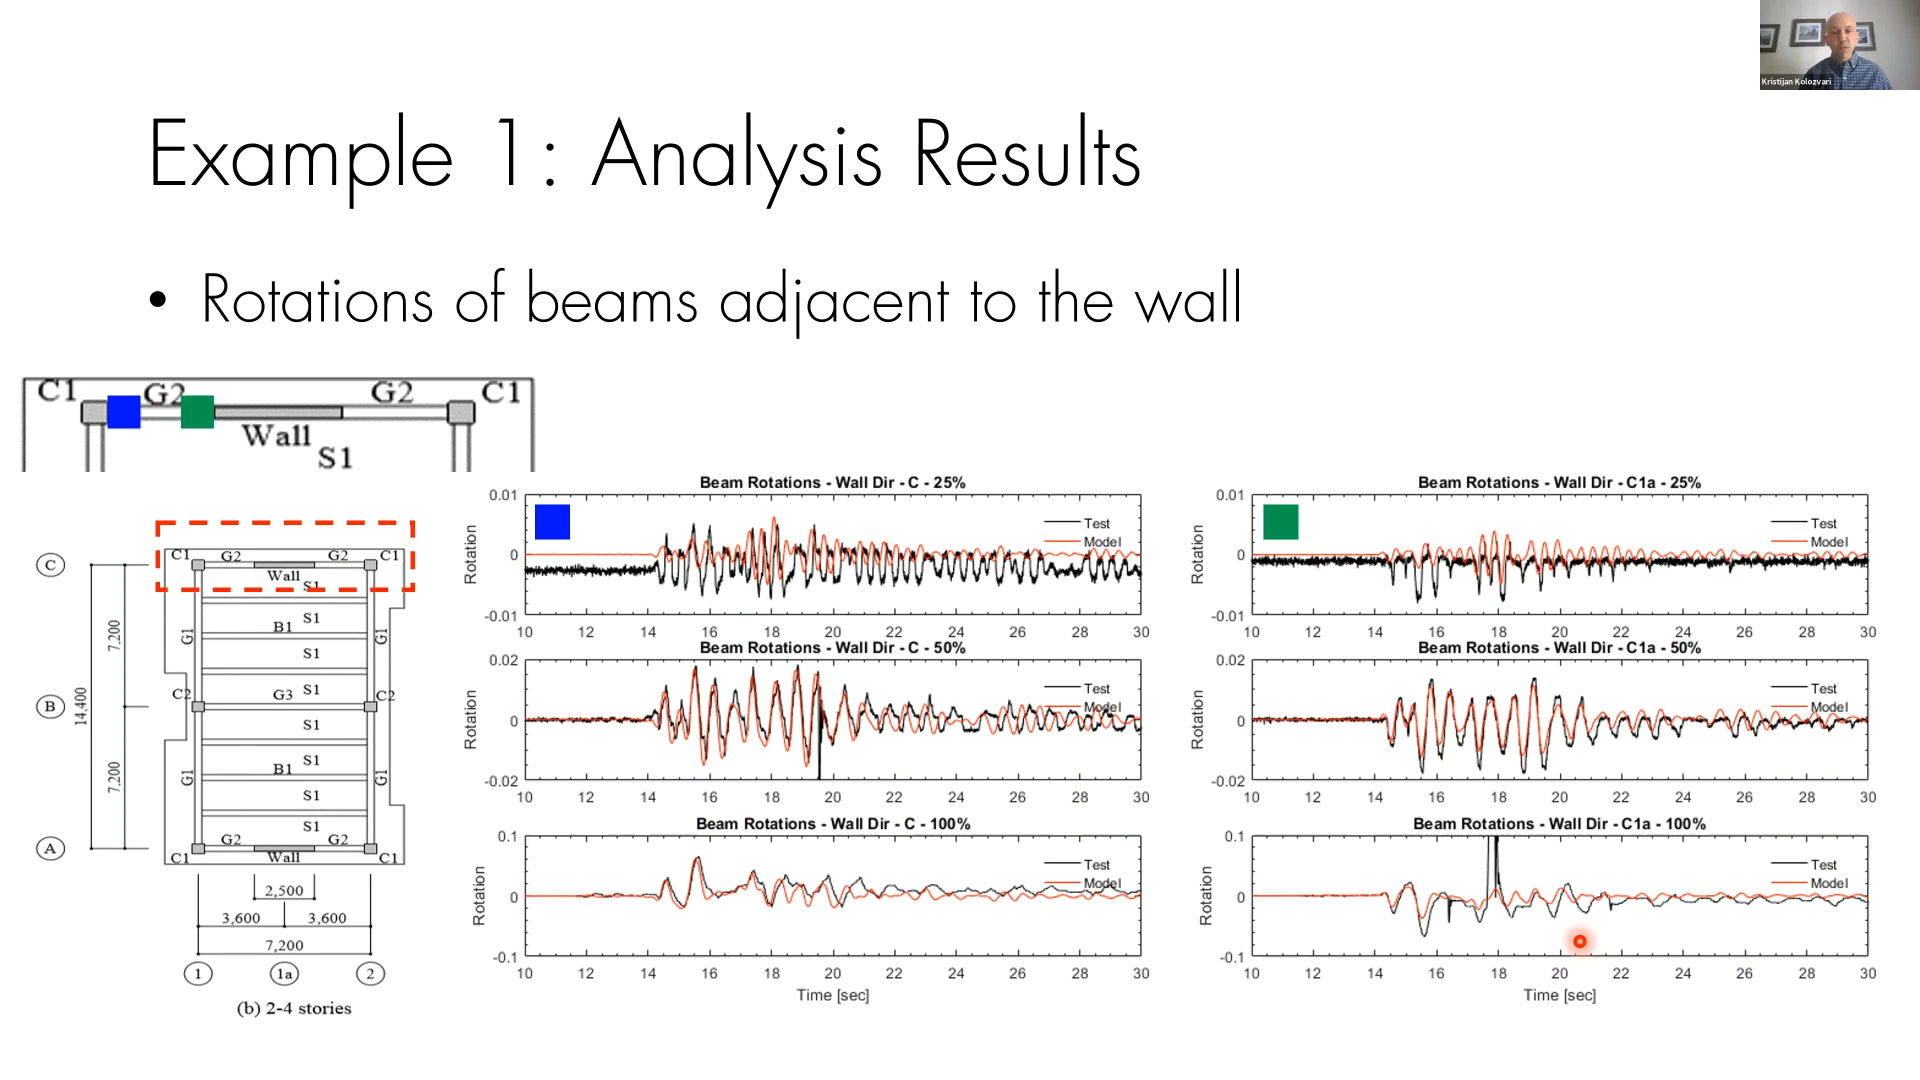 Kristijan Kolozvari
Example 1: Analysis Results
• Rotations of beams adjacent to the wall
C1 G2 G2 C1
Wall
S1
C1 G2 G2 C1
C
Wall
S1
S1
G1 B1 G1
S1
7,200
C2 G3 S1 C2
B
14,400
S1
G1 B1 S1 G1
7,200
S1
S1
G2 G2
A
C1 Wall C1
2,500
3,600 3,600
7,200
1 1a 2
(b) 2-4 stories
Beam Rotations - Wall Dir - C - 25%
0.01
0
-0.01
Rotation
Test
Model
10 12 14 16 18 20 22 24 26 28 30
Beam Rotations - Wall Dir - C - 50%
0.02
0
-0.02
Rotation
Test
Model
10 12 14 16 18 20 22 24 26 28 30
Beam Rotations - Wall Dir - C - 100%
0.1
0
-0.1
Rotation
Test
Model
10 12 14 16 18 20 22 24 26 28 30
Time [sec]
Beam Rotations - Wall Dir - C1a - 25%
0.01
0
-0.01
Rotation
Test
Model
10 12 14 16 18 20 22 24 26 28 30
Beam Rotations - Wall Dir - C1a - 50%
0.02
0
-0.02
Rotation
Test
Model
10 12 14 16 18 20 22 24 26 28 30
Beam Rotations - Wall Dir - C1a - 100%
0.1
0
-0.1
Rotation
Test
Model
10 12 14 16 18 20 22 24 26 28 30
Time [sec]